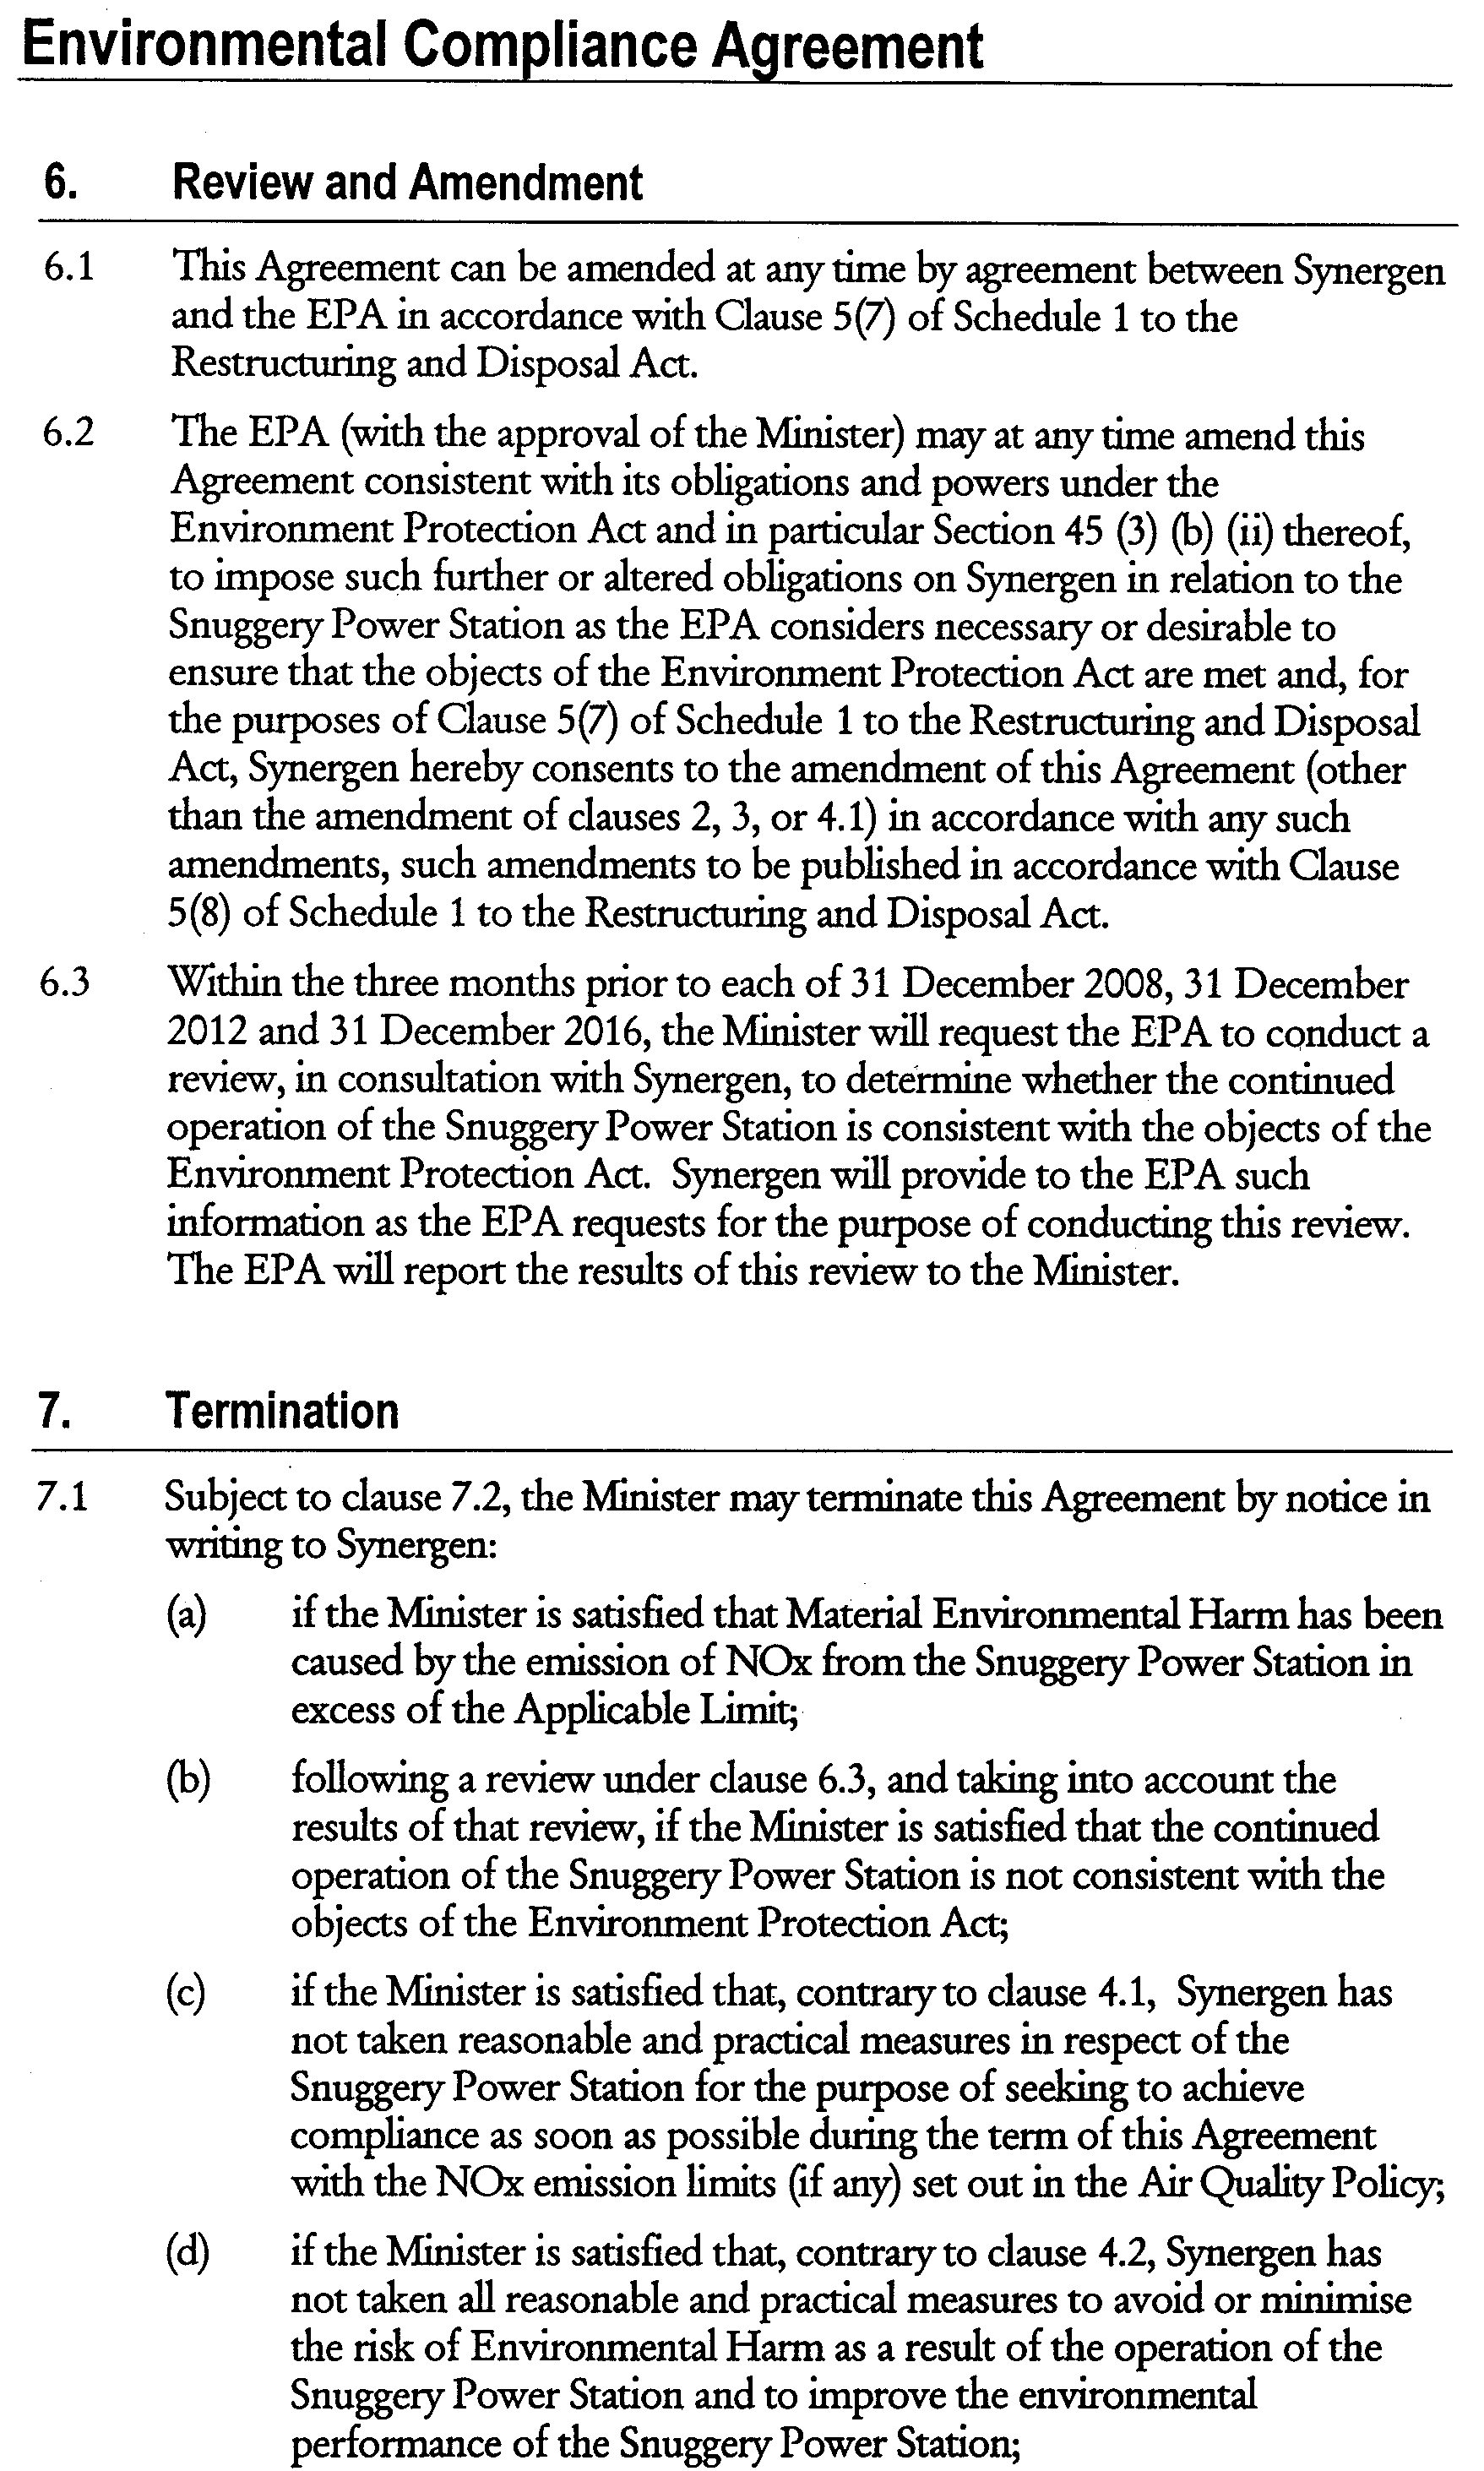 Environmental Compliance Agreement
6. Review and Amendment
6.1 This Agreement can be amended at any time by agreement between Synergen
and the EPA in accordance with Clause 5(7) of Schedule 1 to the
Restructuring and Disposal Act.
6.2 The EPA (with the approval of the Minister) may at any time amend this
Agreement consistent with its obligations and powers under the
Environment Protection Act and in particular Section 45 (3) (b) (ii) thereof,
to impose such further or altered obligations on Synergen in relation to the
Snuggery Power Station as the EPA considers necessary or desirable to
ensure that the objects of the Environment Protection Act are met and, for
the purposes of Clause 5(7) of Schedule 1 to the Restructuring and Disposal
Act, Synergen hereby consents to the amendment of this Agreement (other
than the amendment of clauses 2, 3, or 4.1) in accordance with any such
amendments, such amendments to be published in accordance with Clause
5(8) of Schedule 1 to the Restructuring and Disposal Act.
6.3 Within the three months prior to each of 31 December 2008, 31 December
2012 and 31 December 2016, the Minister will request the EPA to conduct a
review, in consultation with Synergen, to determine whether the continued
operation of the Snuggery Power Station is consistent with the objects of the
Environment Protection Act. Synergen will provide to the EPA such
information as the EPA requests for the purpose of conducting this review.
The EPA will report the results of this review to the Minister.
7. Termination
7.1 Subject to clause 7.2, the Minister may terminate this Agreement by notice in
writing to Synergen:
(a) if the Minister is satisfied that Material Environmental Harm has been
caused by the emission of NOx from the Snuggery Power Station in
excess of the Applicable Limit;
(b) following a review under clause 6.3, and taking into account the
results of that review, if the Minister is satisfied that the continued
operation of the Snuggery Power Station is not consistent with the
objects of the Environment Protection Act;
(c) if the Minister is satisfied that, contrary to clause 4.1, Synergen has
not taken reasonable and practical measures in respect of the
Snuggery Power Station for the purpose of seeking to achieve
compliance as soon as possible during the term of this Agreement
with the NOx emission limits (if any) set out in the Air Quality Policy;
(d) if the Minister is satisfied that, contrary to clause 4.2, Synergen has
not taken all reasonable and practical measures to avoid or minimise
the risk of Environmental Harm as a result of the operation of the
Snuggery Power Station and to improve the environmental
performance of the Snuggery Power Station;